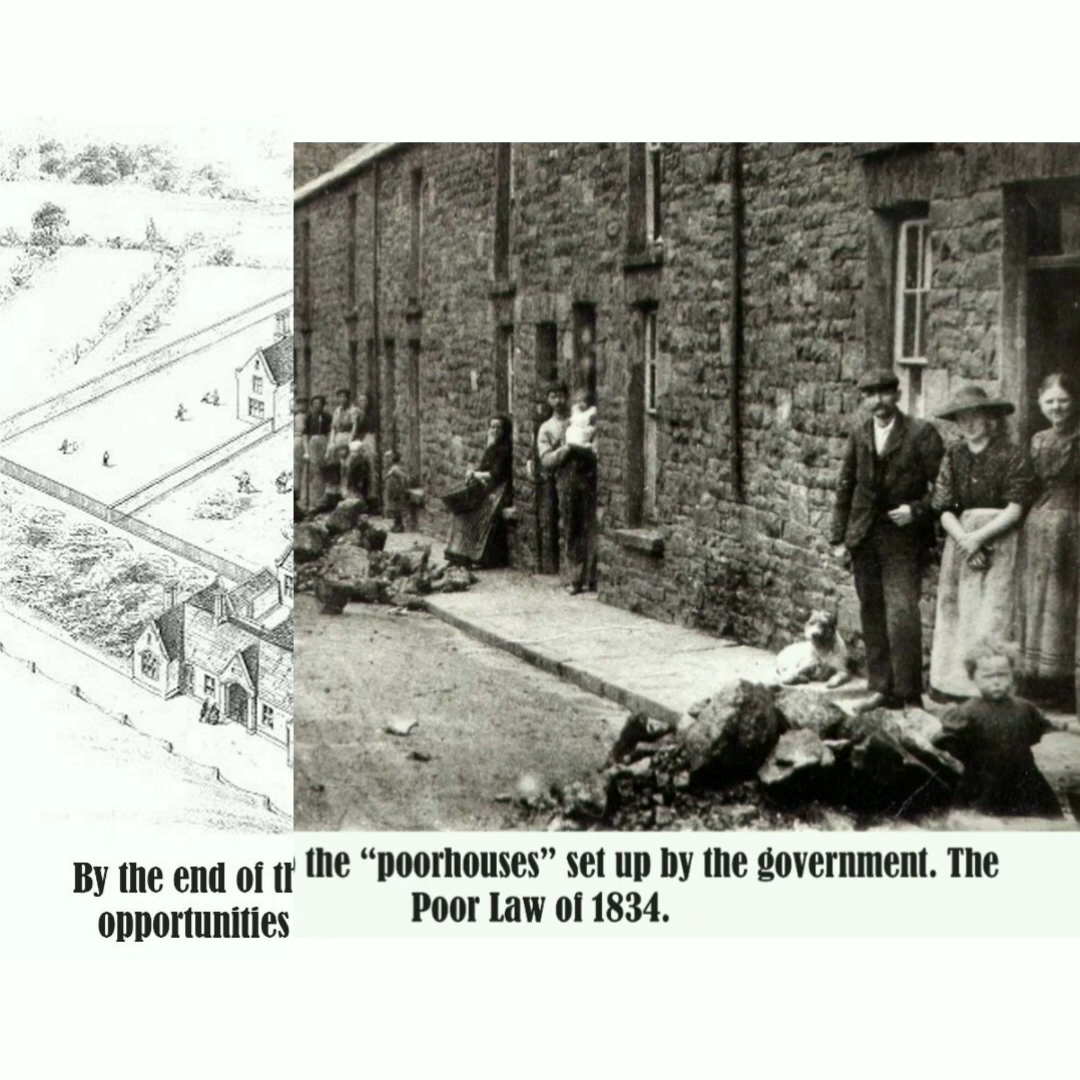 By the end of th
opportunities
the “poorhouses” set up by the government. The
Poor Law of 1834.